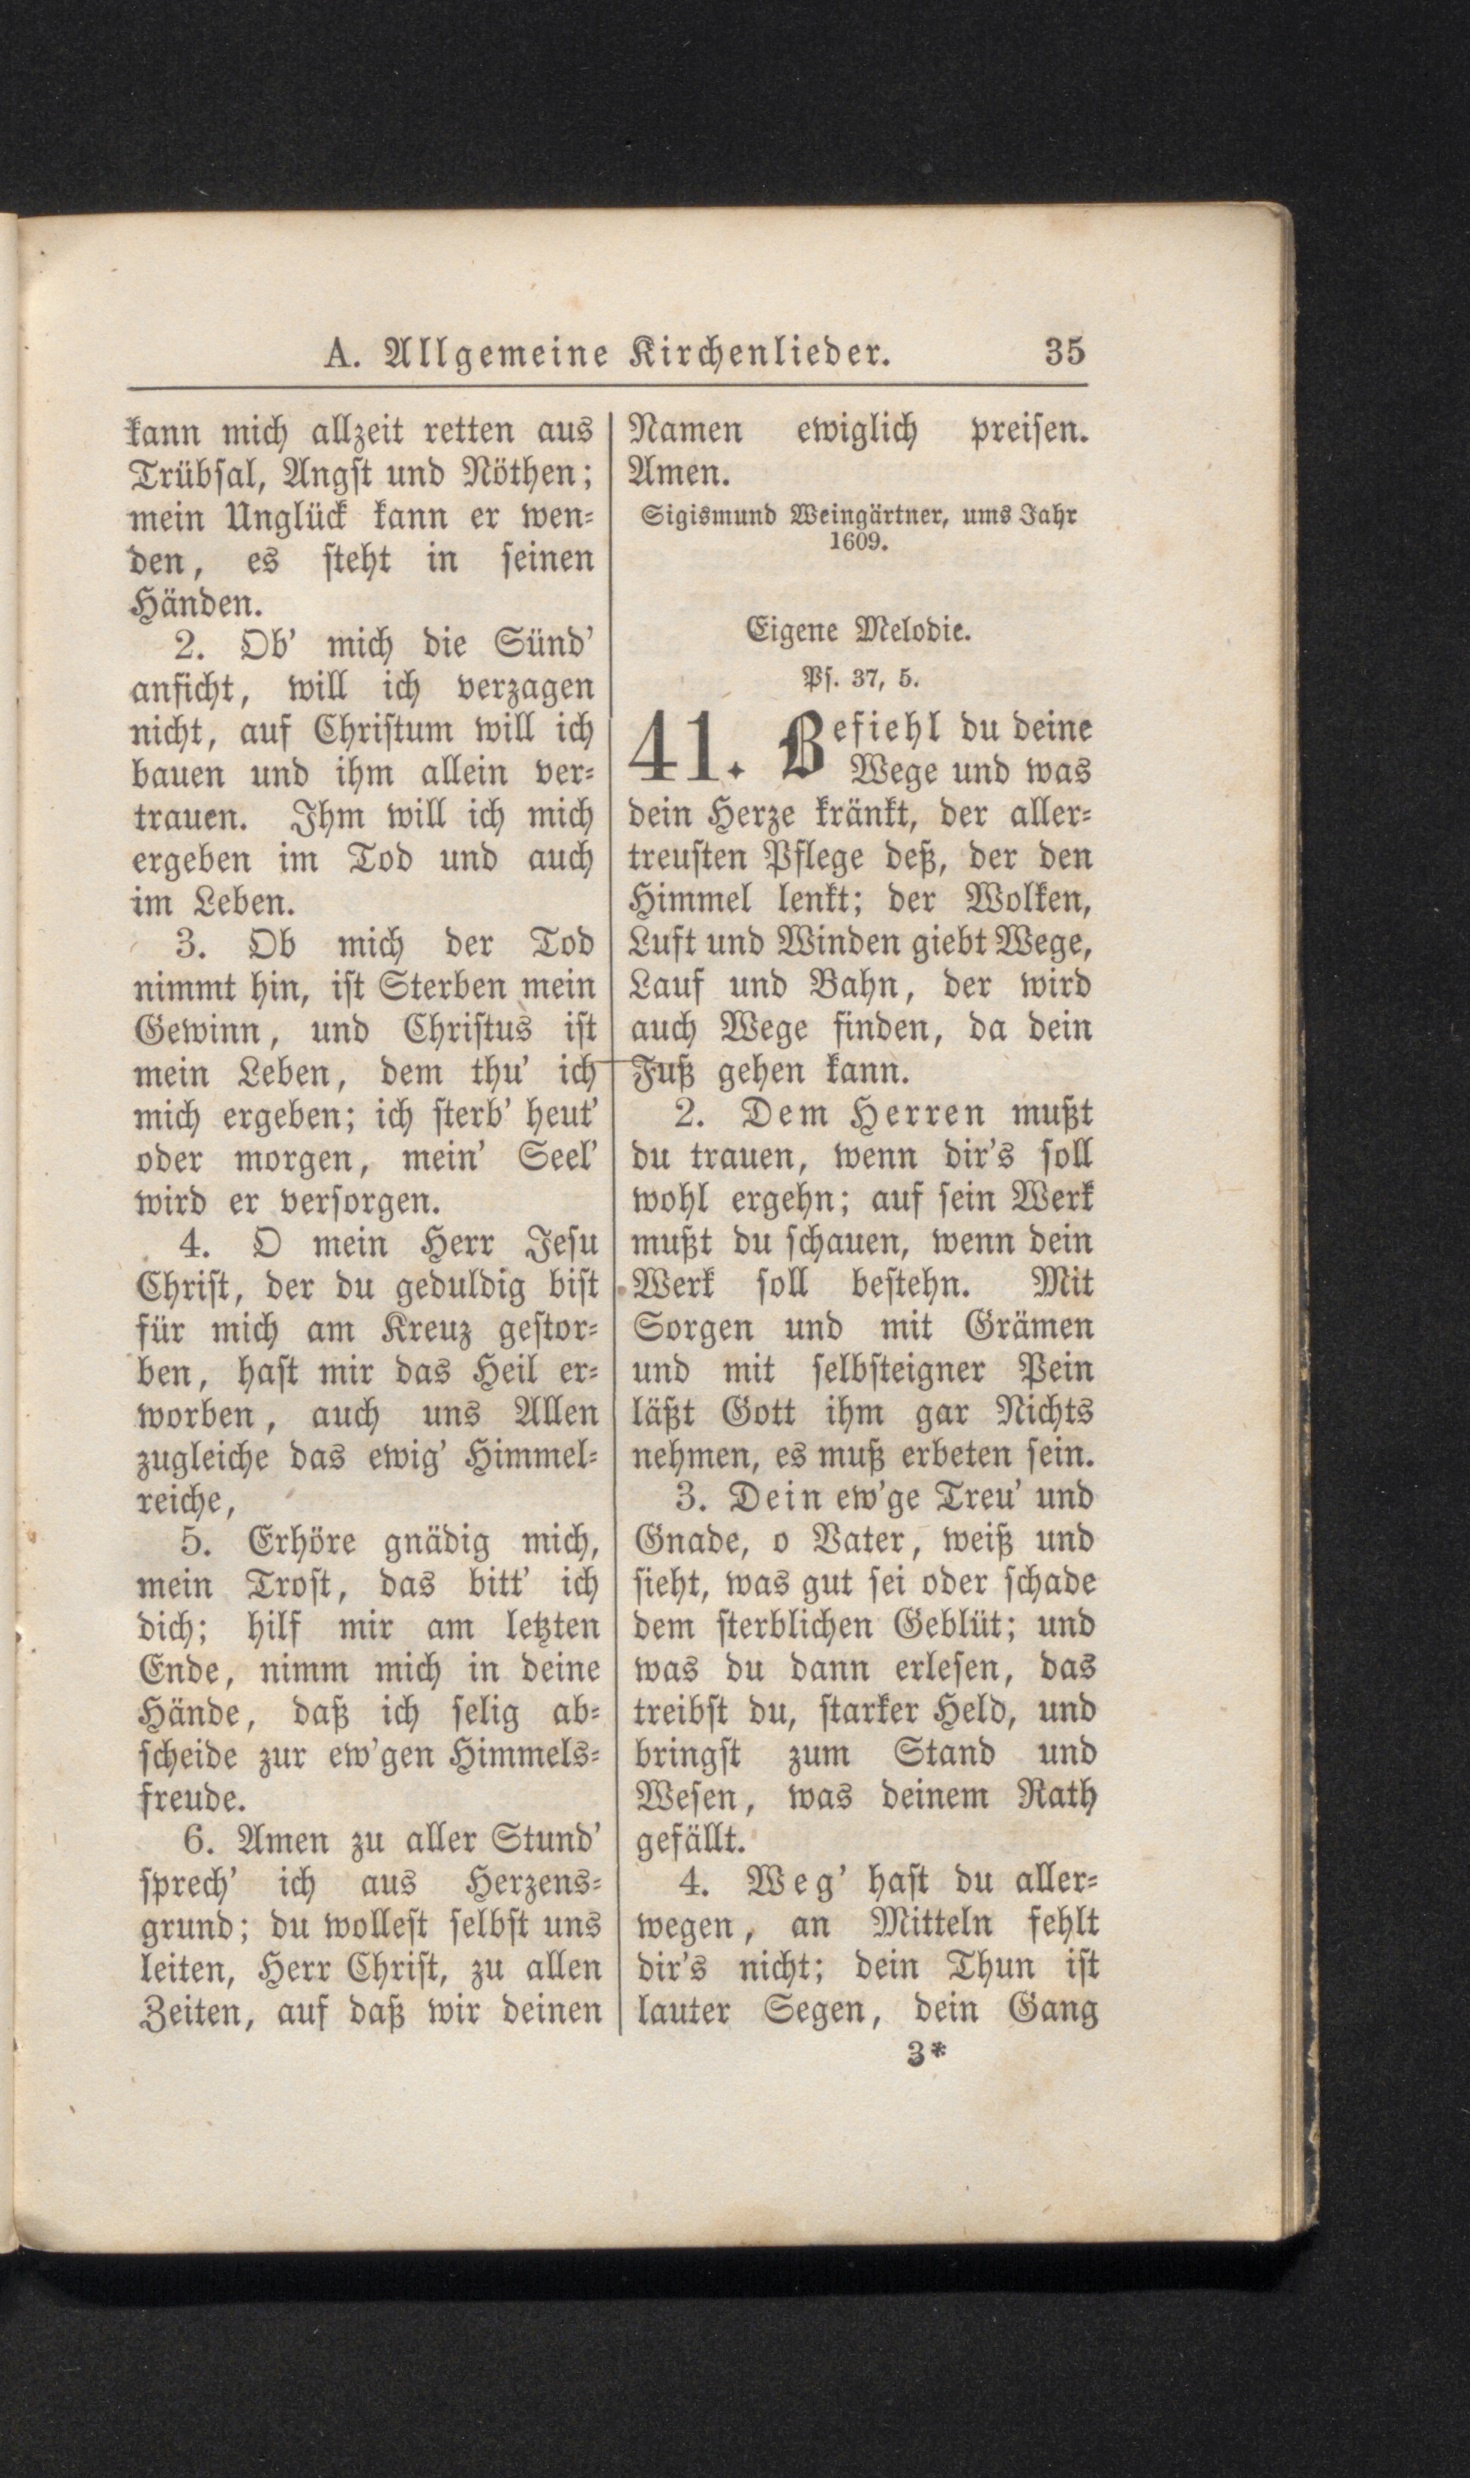 A. Allgemeine Kirchenlieder. 35
kann mich allzeit retten aus
Trübsal, Angst und Nöthen;
mein Unglück kann er wen-
den, es steht in seinen
Händen.
2. Ob' mich die Sünd'
anficht, will ich verzagen
nicht, auf Christum will ich
bauen und ihm allein ver-
trauen. Ihm will ich mich
ergeben im Tod und auch
im Leben.
3. Ob mich der Tod
nimmt hin, ist Sterben mein
Gewinn, und Christus ist
mein Leben, dem thu' ich
mich ergeben; ich sterb' heut'
oder morgen, mein' Seel'
wird er versorgen.
4. O mein Herr Jesu
Christ, der du geduldig bist
für mich am Kreuz gestor-
ben, hast mir das Heil er-
worben, auch uns Allen
zugleiche das ewig' Himmel-
reiche,
5. Erhöre gnädig mich,
mein Trost, das bitt' ich
dich; hilf mir am letzten
Ende, nimm mich in deine
Hände, daß ich selig ab-
scheide zur ew'gen Himmels-
freude.
6. Amen zu aller Stund'
sprech' ich aus Herzens-
grund; du wollest selbst uns
leiten, Herr Christ, zu allen
Zeiten, auf daß wir deinen
Namen ewiglich preisen.
Amen.
Sigismund Weingärtner, ums Jahr
1609.
Eigene Melodie.
Ps. 37, 5.
41. Befiehl du deine
Wege und was
dein Herze kränkt, der aller-
treusten Pflege deß, der den
Himmel lenkt; der Wolken,
Luft und Winden giebt Wege,
Lauf und Bahn, der wird
auch Wege finden, da dein
Fuß gehen kann.
2. Dem Herren mußt
du trauen, wenn dir's soll
wohl ergehn; auf sein Werk
mußt du schauen, wenn dein
Werk soll bestehn. Mit
Sorgen und mit Grämen
und mit selbsteigner Pein
läßt Gott ihm gar Nichts
nehmen, es muß erbeten sein.
3. Dein ew'ge Treu' und
Gnade, o Vater, weiß und
sieht, was gut sei oder schade
dem sterblichen Geblüt; und
was du dann erlesen, das
treibst du, starker Held, und
bringst zum Stand und
Wesen, was deinem Rath
gefällt.
4. Weg' hast du aller-
wegen, an Mitteln fehlt
dir's nicht; dein Thun ist
lauter Segen, dein Gang
3*